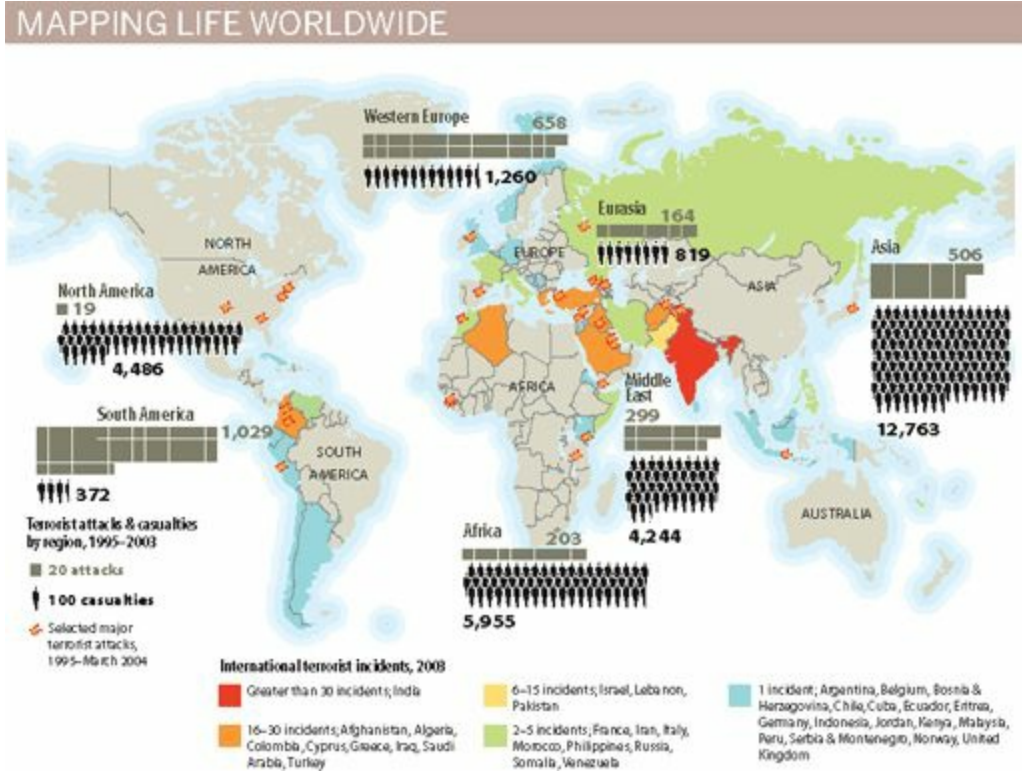 MAPPING LIFE WORLDWIDE
Western Europe
658
1,260
Eurasia
164
819
Asia
506
12,763
NORTH
AMERICA
EUROPE
ASIA
North America
19
4,486
AFRICA
Middle
East
299
4,244
South America
1,029
372
SOUTH
AMERICA
AUSTRALIA
Africa
203
5,955
Terrorist attacks & casualties
by region, 1995–2003
20 attacks
100 casualties
Selected major
terrorist attacks,
1995–March 2004
International terrorist incidents, 2003
Greater than 30 incidents; India
16–30 incidents; Afghanistan, Algeria,
Colombia, Cyprus, Greece, Iraq, Saudi
Arabia, Turkey
6–15 incidents; Israel, Lebanon,
Pakistan
2–5 incidents; France, Iran, Italy,
Morocco, Philippines, Russia,
Somalia, Venezuela
1 incident; Argentina, Belgium, Bosnia &
Herzegovina, Chile, Cuba, Ecuador, Eritrea,
Germany, Indonesia, Jordan, Kenya, Malaysia,
Peru, Serbia & Montenegro, Norway, United
Kingdom